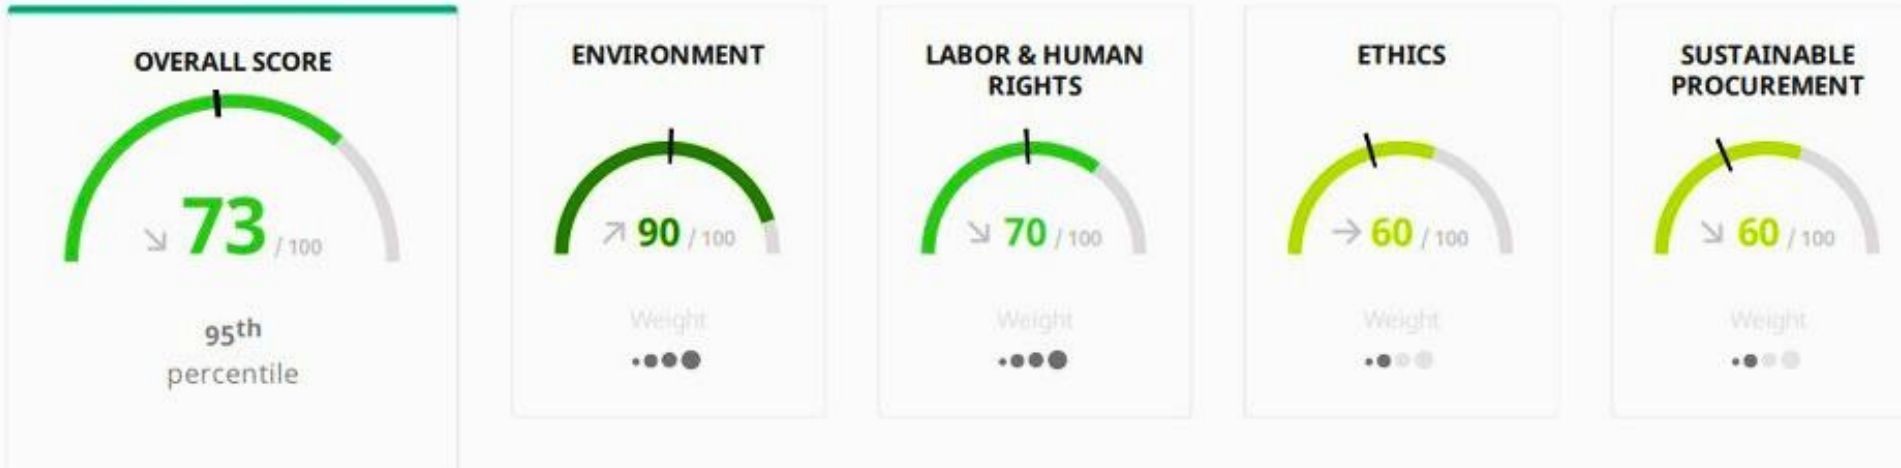 OVERALL SCORE
73 / 100
95th
percentile
ENVIRONMENT
90 / 100
Weight
LABOR & HUMAN
RIGHTS
70 / 100
Weight
ETHICS
60 / 100
Weight
SUSTAINABLE
PROCUREMENT
60 / 100
Weight